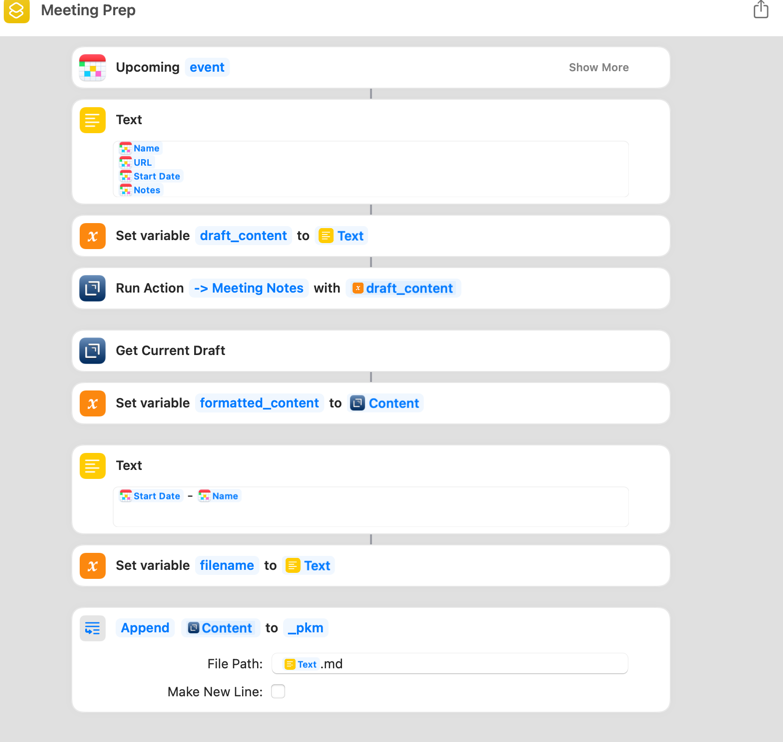 Meeting Prep
Upcoming event Show More
Text
Name
URL
Start Date
Notes
Set variable draft_content to Text
Run Action -> Meeting Notes with draft_content
Get Current Draft
Set variable formatted_content to Content
Text
Start Date – Name
Set variable filename to Text
Append Content to _pkm
File Path: Text .md
Make New Line: